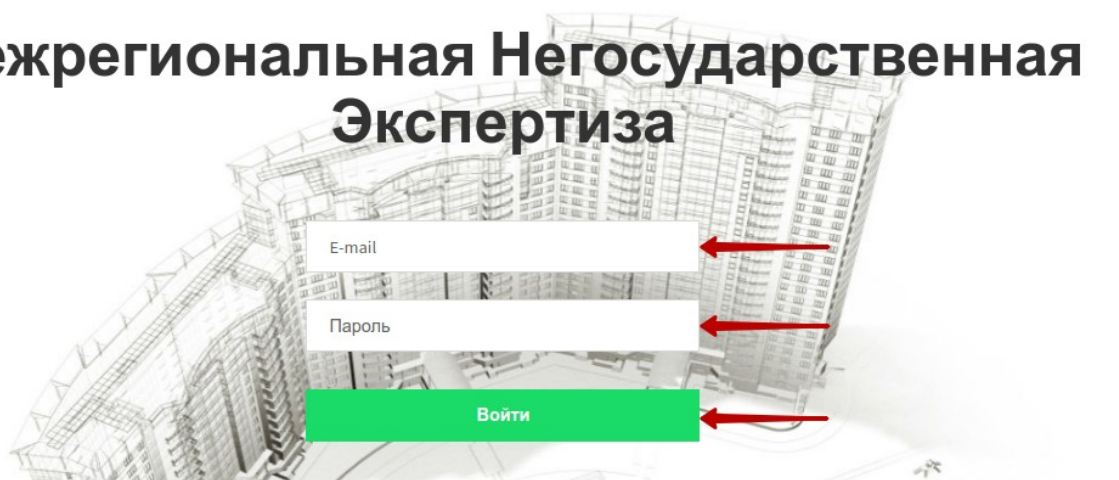 ежрегиональная Негосударственная
Экспертиза
E-mail
Пароль
Войти